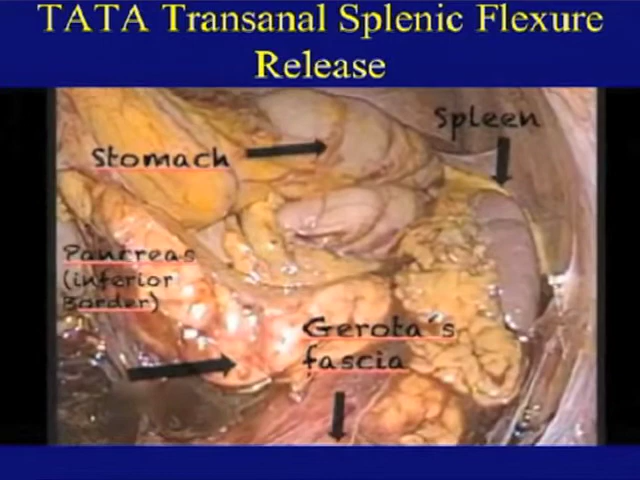 TATA Transanal Splenic Flexure
Release
Spleen
Stomach
Pancreas
(inferior
Border)
Gerota's
fascia